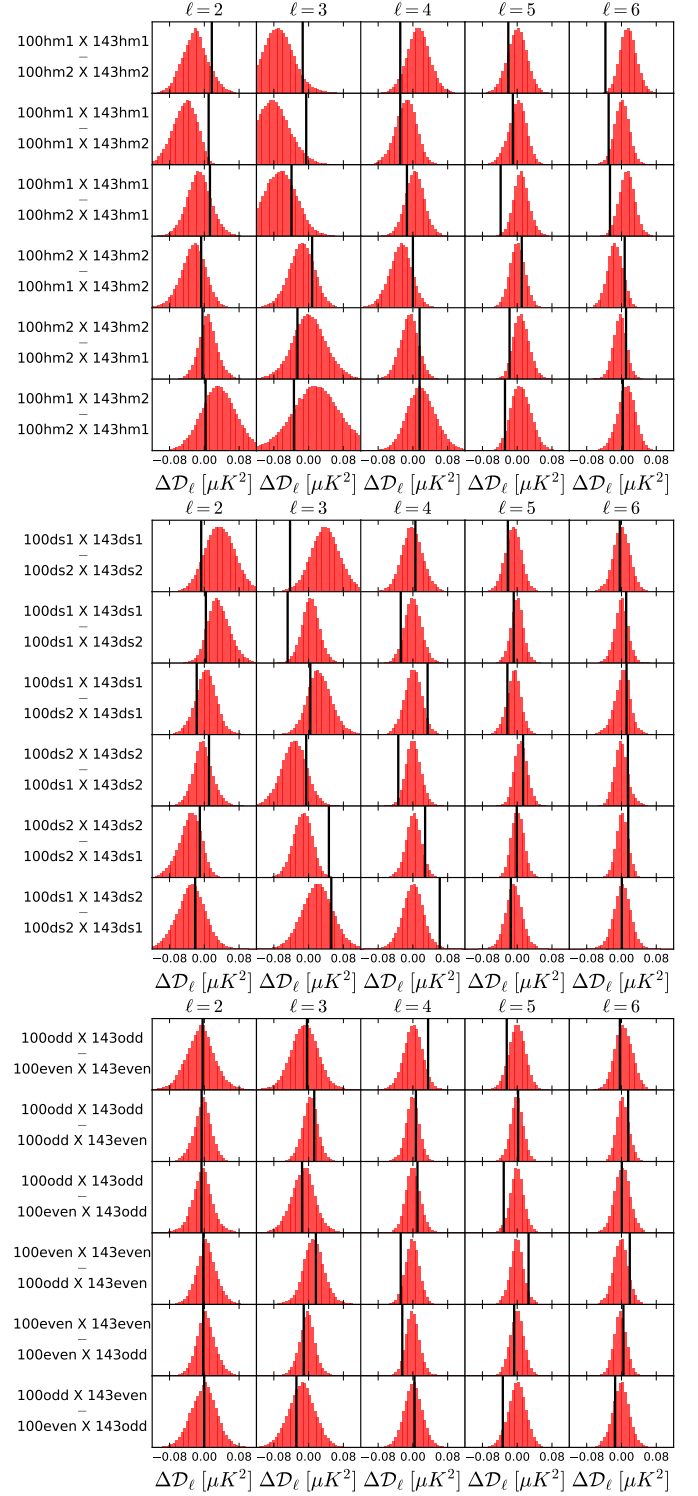 ℓ = 2 ℓ = 3 ℓ = 4 ℓ = 5 ℓ = 6
100hm1 X 143hm1
−
100hm2 X 143hm2
100hm1 X 143hm1
−
100hm1 X 143hm2
100hm1 X 143hm1
−
100hm2 X 143hm1
100hm2 X 143hm2
−
100hm1 X 143hm2
100hm2 X 143hm2
−
100hm2 X 143hm1
100hm1 X 143hm2
−
100hm2 X 143hm1
−0.08 0.00 0.08 −0.08 0.00 0.08 −0.08 0.00 0.08 −0.08 0.00 0.08 −0.08 0.00 0.08
Δ𝒟ℓ [μK²] Δ𝒟ℓ [μK²] Δ𝒟ℓ [μK²] Δ𝒟ℓ [μK²] Δ𝒟ℓ [μK²]
ℓ = 2 ℓ = 3 ℓ = 4 ℓ = 5 ℓ = 6
100ds1 X 143ds1
−
100ds2 X 143ds2
100ds1 X 143ds1
−
100ds1 X 143ds2
100ds1 X 143ds1
−
100ds2 X 143ds1
100ds2 X 143ds2
−
100ds1 X 143ds2
100ds2 X 143ds2
−
100ds2 X 143ds1
100ds1 X 143ds2
−
100ds2 X 143ds1
−0.08 0.00 0.08 −0.08 0.00 0.08 −0.08 0.00 0.08 −0.08 0.00 0.08 −0.08 0.00 0.08
Δ𝒟ℓ [μK²] Δ𝒟ℓ [μK²] Δ𝒟ℓ [μK²] Δ𝒟ℓ [μK²] Δ𝒟ℓ [μK²]
ℓ = 2 ℓ = 3 ℓ = 4 ℓ = 5 ℓ = 6
100odd X 143odd
−
100even X 143even
100odd X 143odd
−
100odd X 143even
100odd X 143odd
−
100even X 143odd
100even X 143even
−
100odd X 143even
100even X 143even
−
100even X 143odd
100odd X 143even
−
100even X 143odd
−0.08 0.00 0.08 −0.08 0.00 0.08 −0.08 0.00 0.08 −0.08 0.00 0.08 −0.08 0.00 0.08
Δ𝒟ℓ [μK²] Δ𝒟ℓ [μK²] Δ𝒟ℓ [μK²] Δ𝒟ℓ [μK²] Δ𝒟ℓ [μK²]